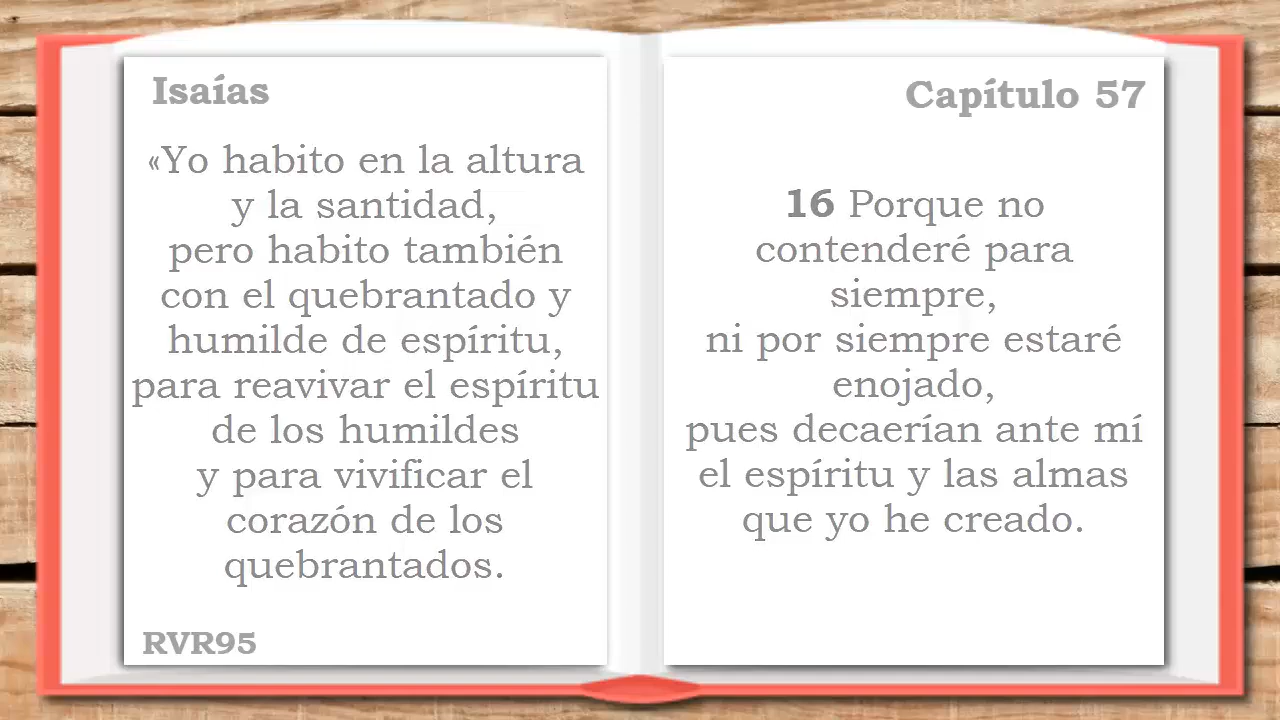 Isaías
«Yo habito en la altura
y la santidad,
pero habito también
con el quebrantado y
humilde de espíritu,
para reavivar el espíritu
de los humildes
y para vivificar el
corazón de los
quebrantados.
RVR95
Capítulo 57
16 Porque no
contenderé para
siempre,
ni por siempre estaré
enojado,
pues decaerían ante mí
el espíritu y las almas
que yo he creado.